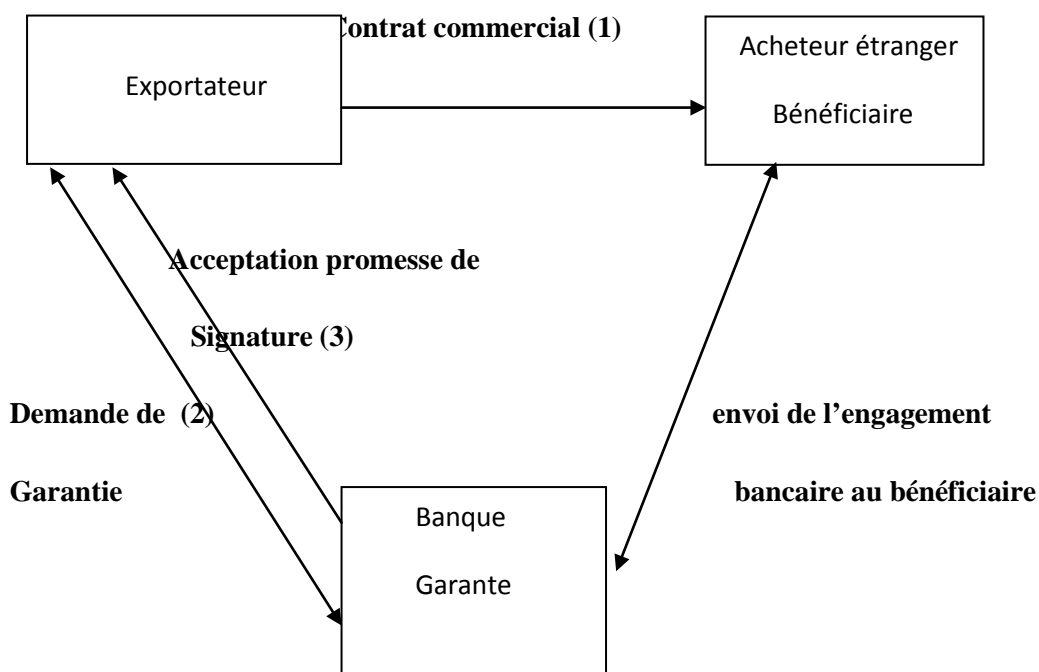 Contrat commercial (1)
Exportateur
Acheteur étranger
Bénéficiaire
Acceptation promesse de
Signature (3)
Demande de (2)
Garantie
envoi de l’engagement
bancaire au bénéficiaire
Banque
Garante